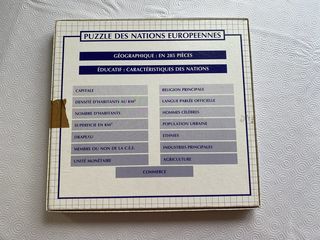 PUZZLE DES NATIONS EUROPEENNES
GÉOGRAPHIQUE : EN 285 PIÈCES
ÉDUCATIF : CARACTÉRISTIQUES DES NATIONS
CAPITALE
DENSITÉ D'HABITANTS AU KM²
NOMBRE D'HABITANTS
SUPERFICIE EN KM²
DRAPEAU
MEMBRE OU NON DE LA C.E.E.
UNITÉ MONÉTAIRE
RELIGION PRINCIPALE
LANGUE PARLÉE OFFICIELLE
HOMMES CÉLÈBRES
POPULATION URBAINE
ETHNIES
INDUSTRIES PRINCIPALES
AGRICULTURE
COMMERCE